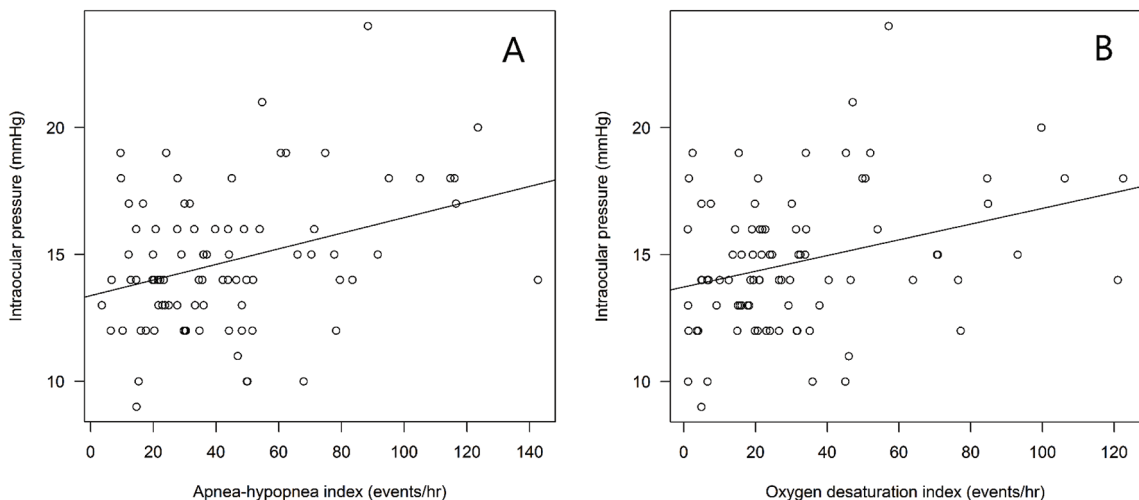 A
B
Intraocular pressure (mmHg)
20
15
10
0 20 40 60 80 100 120 140
Apnea-hypopnea index (events/hr)
Intraocular pressure (mmHg)
20
15
10
0 20 40 60 80 100 120
Oxygen desaturation index (events/hr)